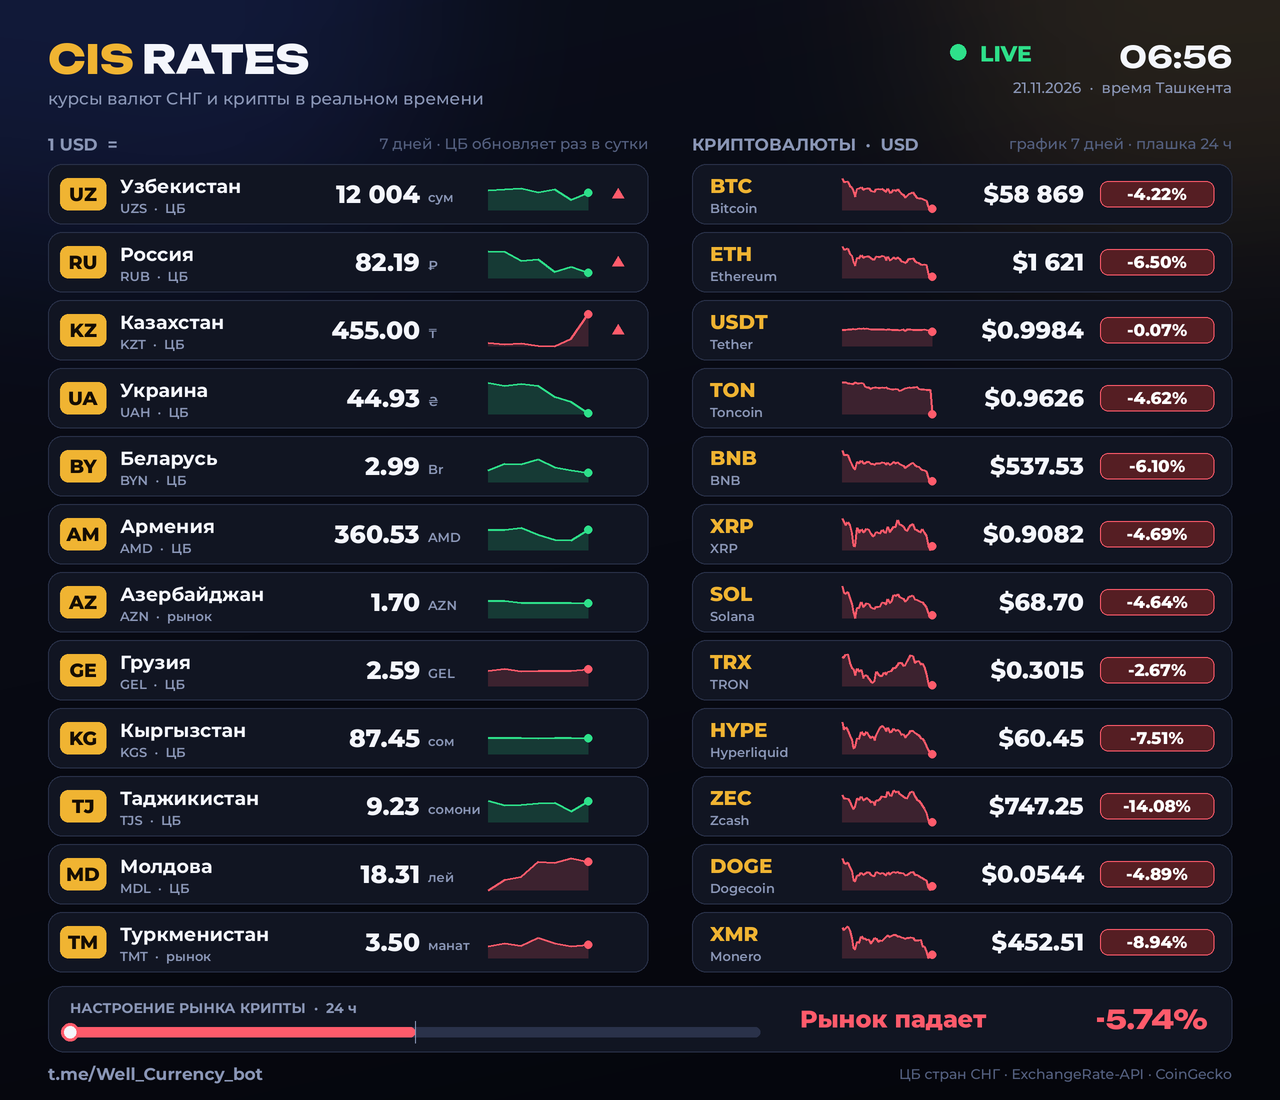 CIS RATES
LIVE 06:56
курсы валют СНГ и крипты в реальном времени
21.11.2026 · время Ташкента
1 USD =
7 дней · ЦБ обновляет раз в сутки
UZ Узбекистан 12 004 сум
UZS · ЦБ
RU Россия 82.19 ₽
RUB · ЦБ
KZ Казахстан 455.00 ₸
KZT · ЦБ
UA Украина 44.93 ₴
UAH · ЦБ
BY Беларусь 2.99 Br
BYN · ЦБ
AM Армения 360.53 AMD
AMD · ЦБ
AZ Азербайджан 1.70 AZN
AZN · рынок
GE Грузия 2.59 GEL
GEL · ЦБ
KG Кыргызстан 87.45 сом
KGS · ЦБ
TJ Таджикистан 9.23 сомони
TJS · ЦБ
MD Молдова 18.31 лей
MDL · ЦБ
TM Туркменистан 3.50 манат
TMT · рынок
КРИПТОВАЛЮТЫ · USD
график 7 дней · плашка 24 ч
BTC $58 869 -4.22%
Bitcoin
ETH $1 621 -6.50%
Ethereum
USDT $0.9984 -0.07%
Tether
TON $0.9626 -4.62%
Toncoin
BNB $537.53 -6.10%
BNB
XRP $0.9082 -4.69%
XRP
SOL $68.70 -4.64%
Solana
TRX $0.3015 -2.67%
TRON
HYPE $60.45 -7.51%
Hyperliquid
ZEC $747.25 -14.08%
Zcash
DOGE $0.0544 -4.89%
Dogecoin
XMR $452.51 -8.94%
Monero
НАСТРОЕНИЕ РЫНКА КРИПТЫ · 24 ч
Рынок падает -5.74%
t.me/Well_Currency_bot
ЦБ стран СНГ · ExchangeRate-API · CoinGecko